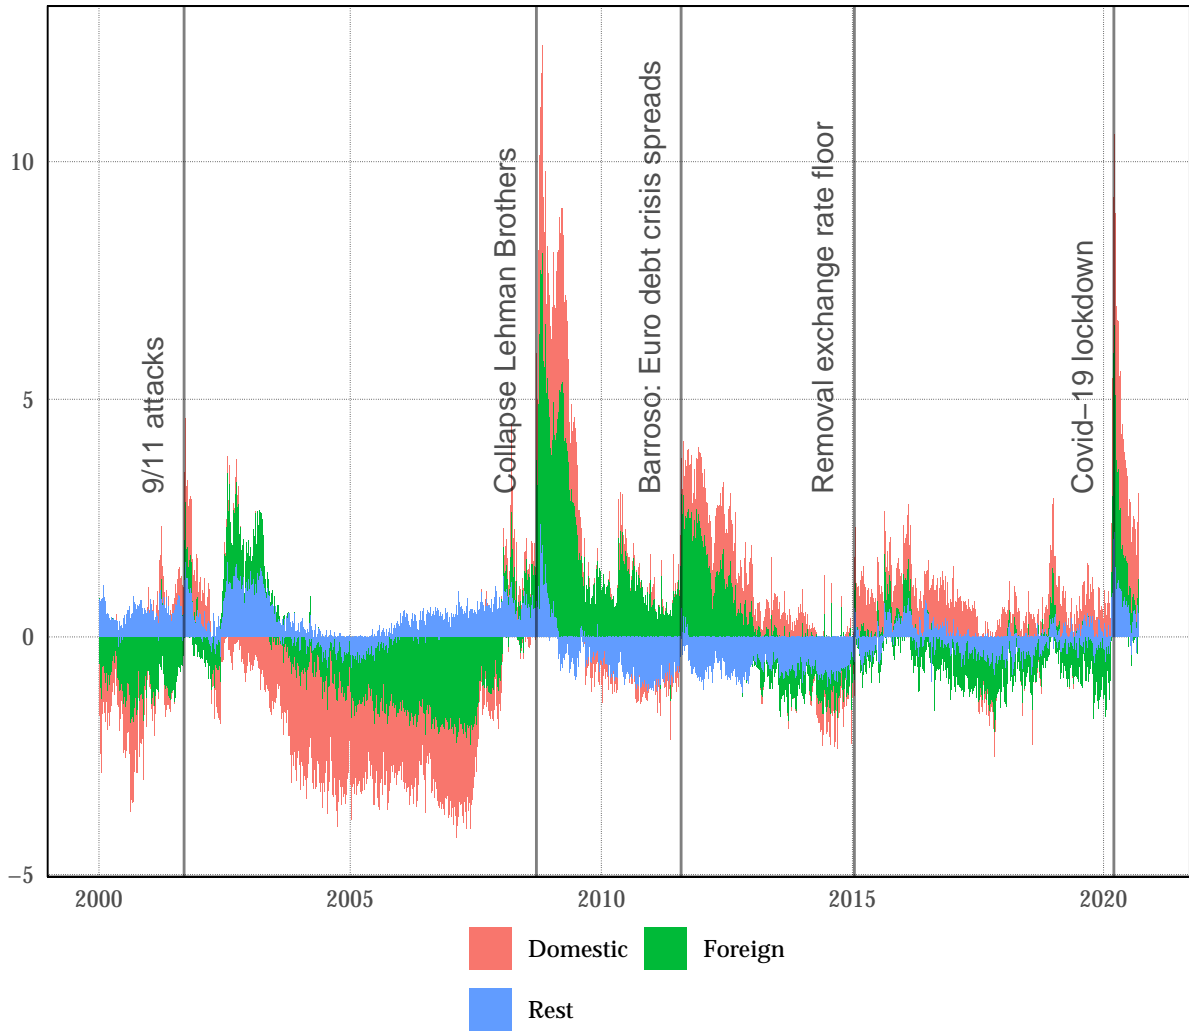 10
5
0
−5
9/11 attacks
Collapse Lehman Brothers
Barroso: Euro debt crisis spreads
Removal exchange rate floor
Covid−19 lockdown
2000
2005
2010
2015
2020
Domestic
Foreign
Rest